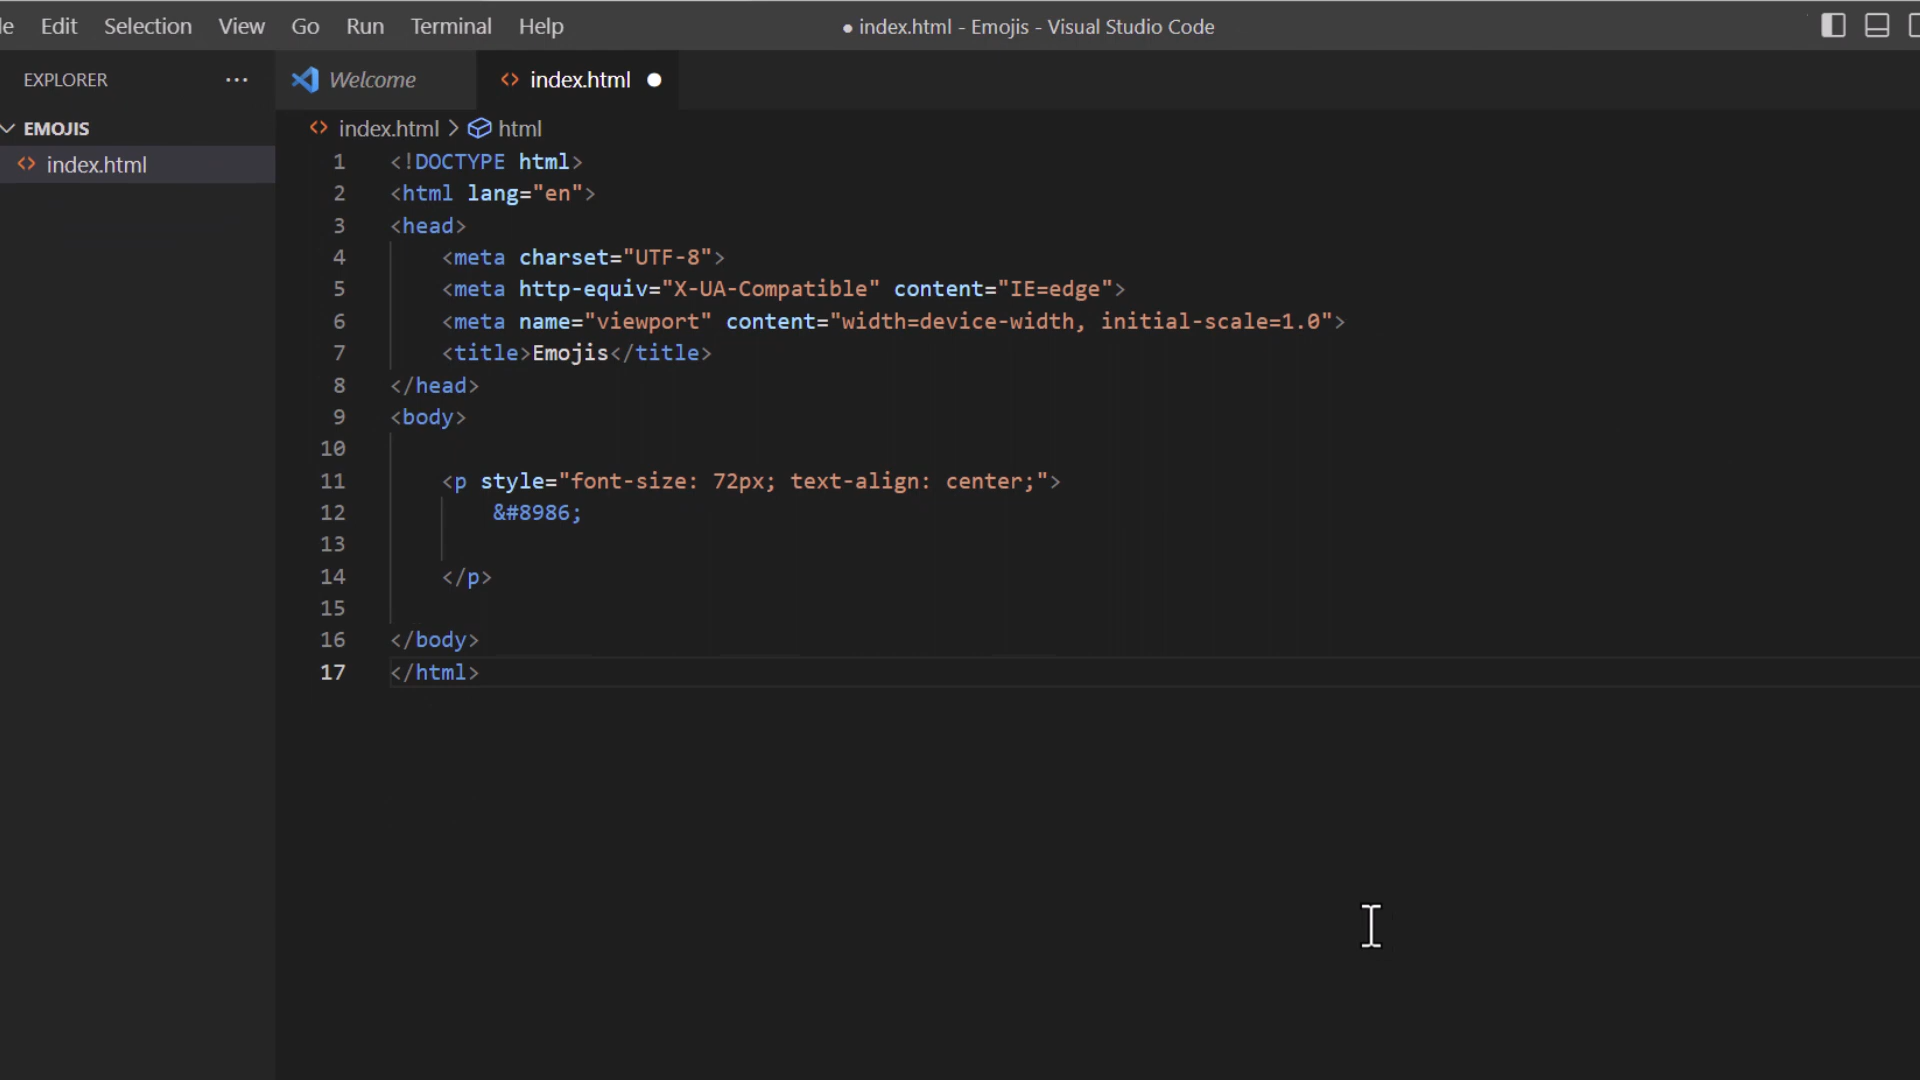 le Edit Selection View Go Run Terminal Help ● index.html - Emojis - Visual Studio Code
EXPLORER ··· Welcome index.html ●
EMOJIS index.html > html
index.html
1 <!DOCTYPE html>
2 <html lang="en">
3 <head>
4 <meta charset="UTF-8">
5 <meta http-equiv="X-UA-Compatible" content="IE=edge">
6 <meta name="viewport" content="width=device-width, initial-scale=1.0">
7 <title>Emojis</title>
8 </head>
9 <body>
10
11 <p style="font-size: 72px; text-align: center;">
12 &#8986;
13
14 </p>
15
16 </body>
17 </html>